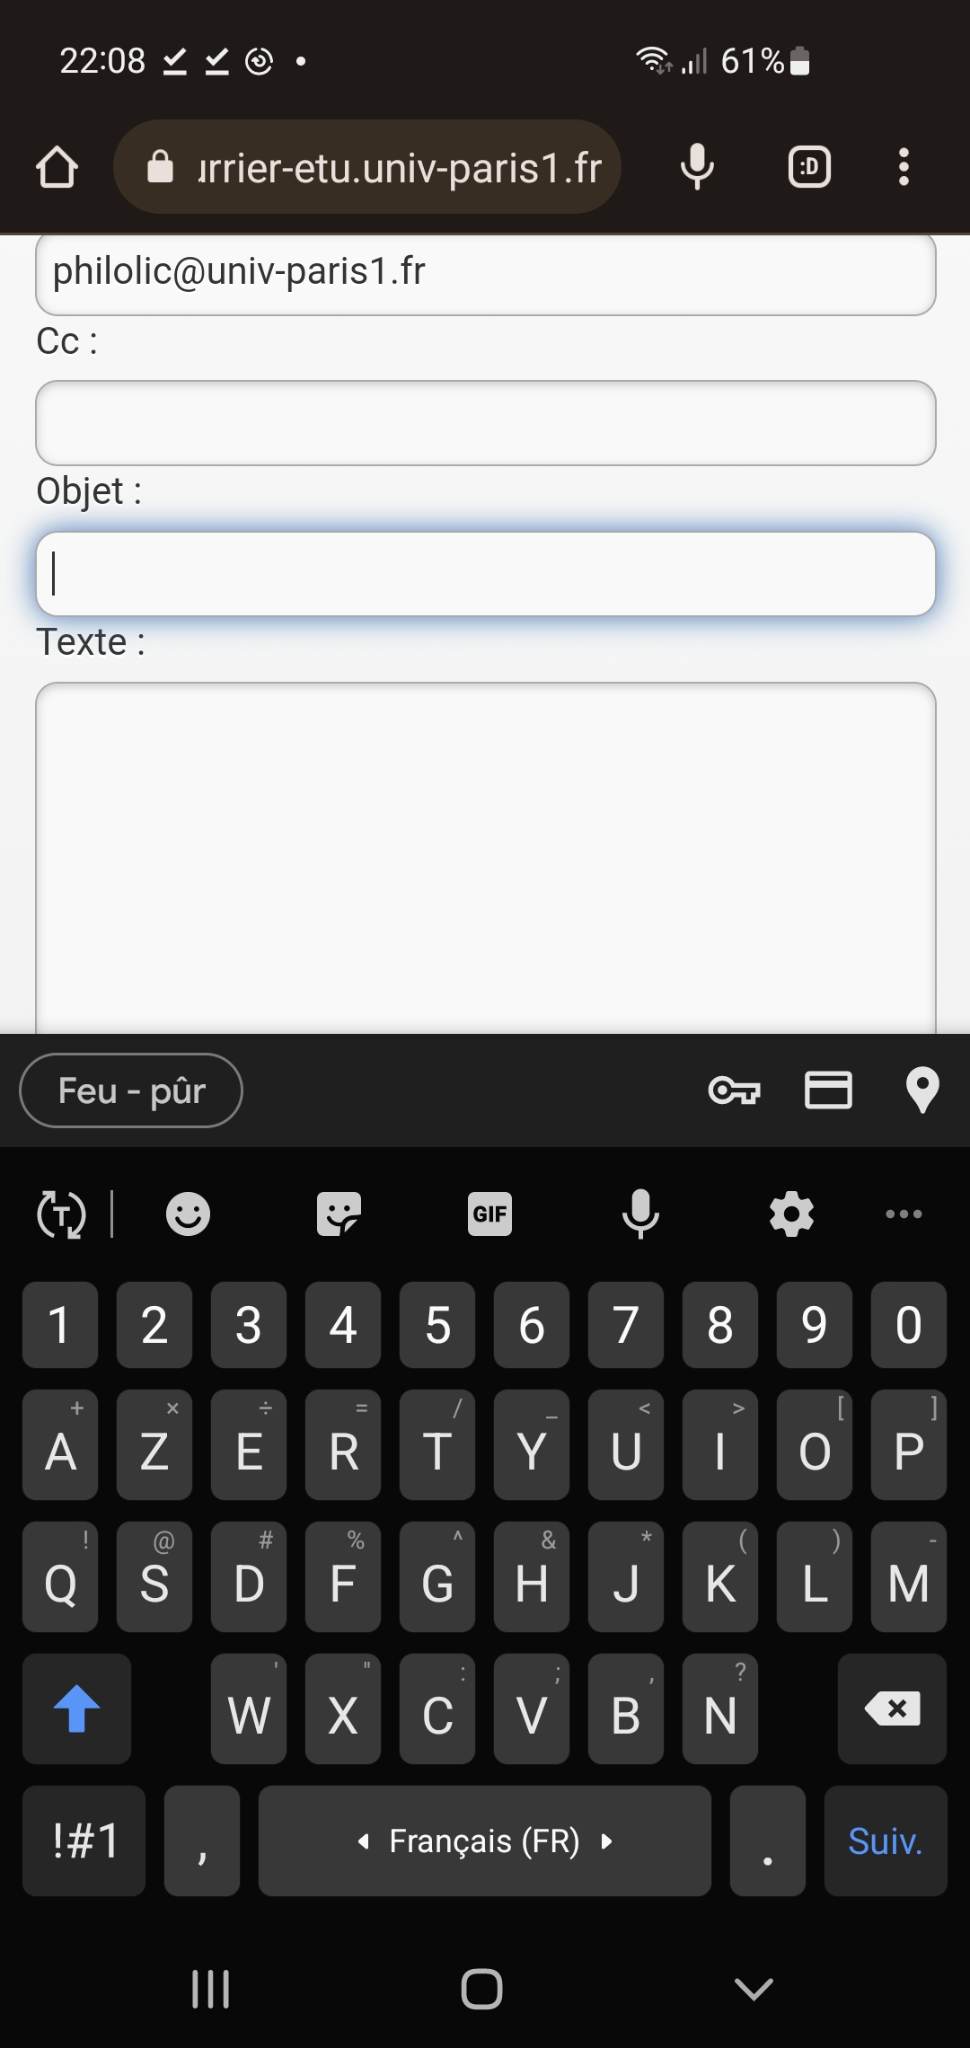 22:08 61%
ırrier-etu.univ-paris1.fr :D
philolic@univ-paris1.fr
Cc :
Objet :
Texte :
Feu - pûr
T GIF
1 2 3 4 5 6 7 8 9 0
+ × ÷ = / _ < > [ ]
A Z E R T Y U I O P
! @ # % ^ & * ( ) -
Q S D F G H J K L M
' " : ; , ?
W X C V B N
!#1 , Français (FR) . Suiv.